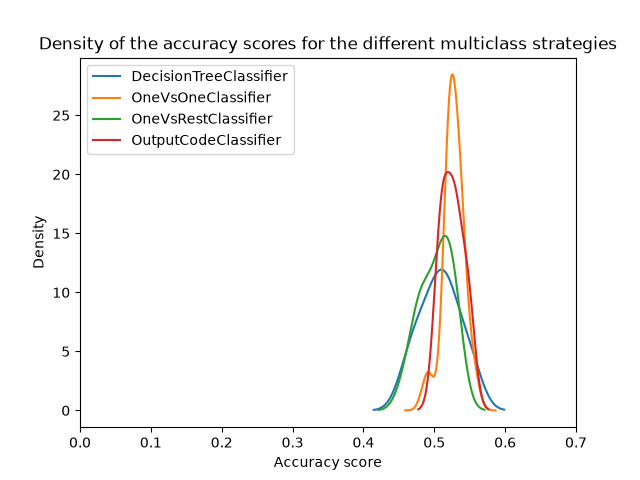 Density of the accuracy scores for the different multiclass strategies
DecisionTreeClassifier
OneVsOneClassifier
OneVsRestClassifier
OutputCodeClassifier
25
20
15
10
5
0
Density
0.0 0.1 0.2 0.3 0.4 0.5 0.6 0.7
Accuracy score